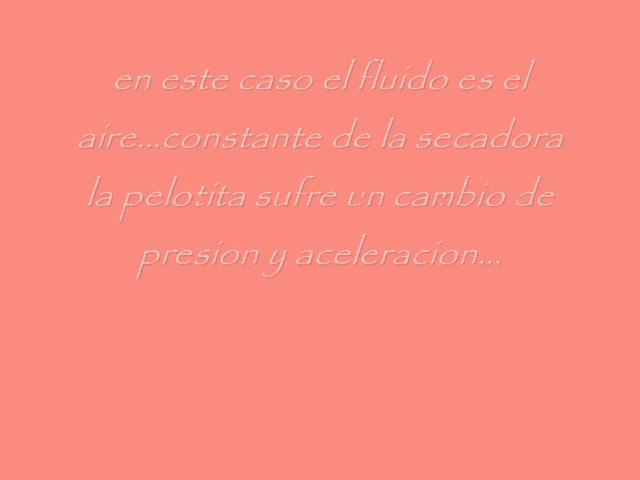 en este caso el fluido es el
aire...constante de la secadora
la pelotita sufre un cambio de
presion y aceleracion...